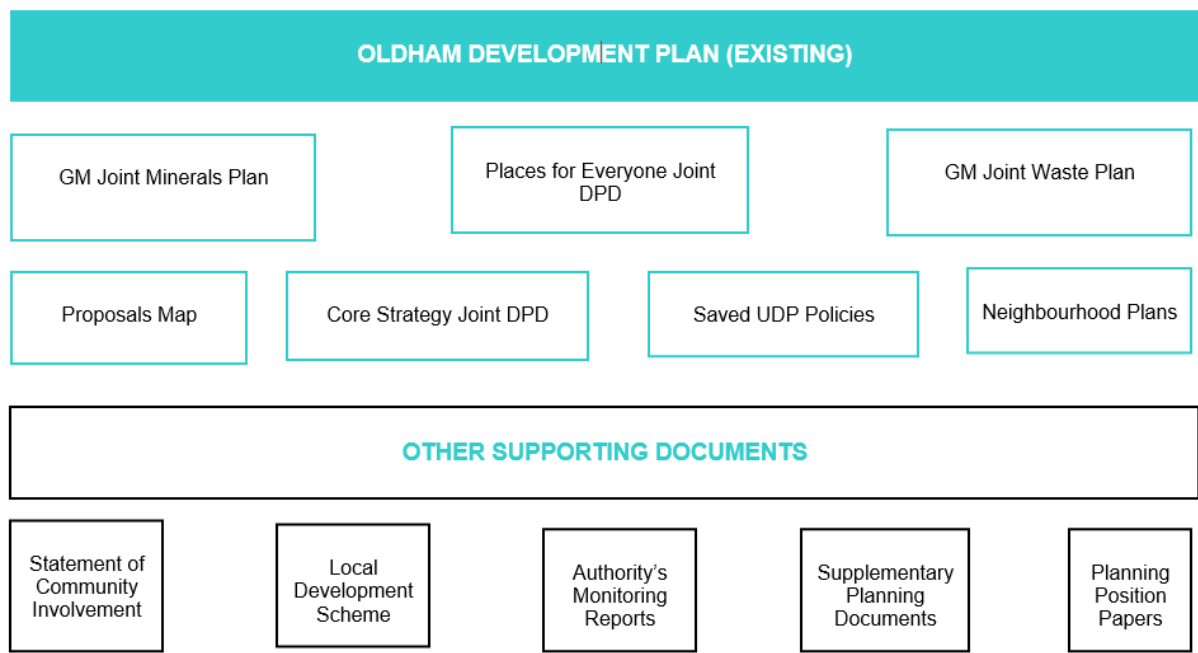 OLDHAM DEVELOPMENT PLAN (EXISTING)
GM Joint Minerals Plan
Places for Everyone Joint
DPD
GM Joint Waste Plan
Proposals Map
Core Strategy Joint DPD
Saved UDP Policies
Neighbourhood Plans
OTHER SUPPORTING DOCUMENTS
Statement of
Community
Involvement
Local
Development
Scheme
Authority’s
Monitoring
Reports
Supplementary
Planning
Documents
Planning
Position
Papers